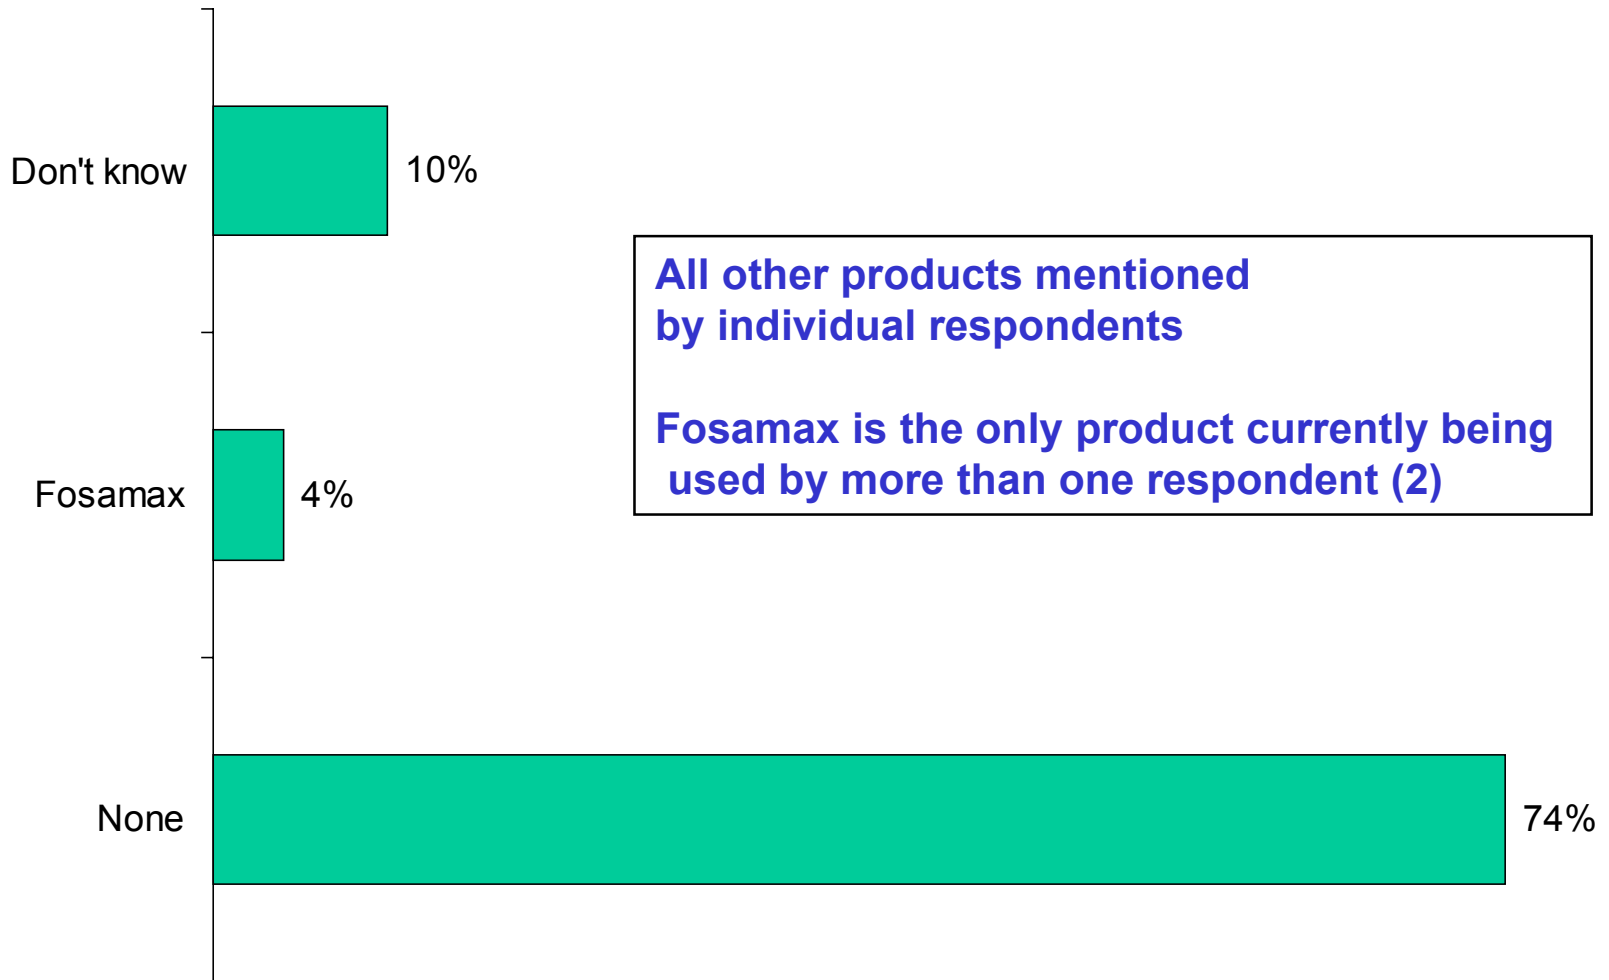 Don't know
10%
All other products mentioned
by individual respondents
Fosamax is the only product currently being
used by more than one respondent (2)
Fosamax
4%
None
74%